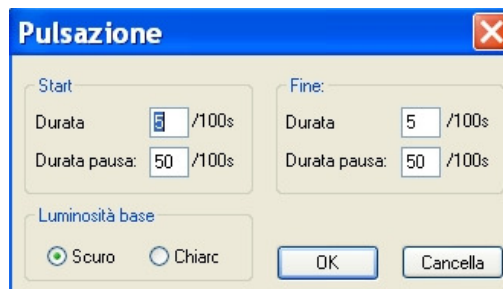 Pulsazione
Start
Durata 5 /100s
Durata pausa: 50 /100s
Fine:
Durata 5 /100s
Durata pausa: 50 /100s
Luminosità base
Scuro Chiarc
OK Cancella